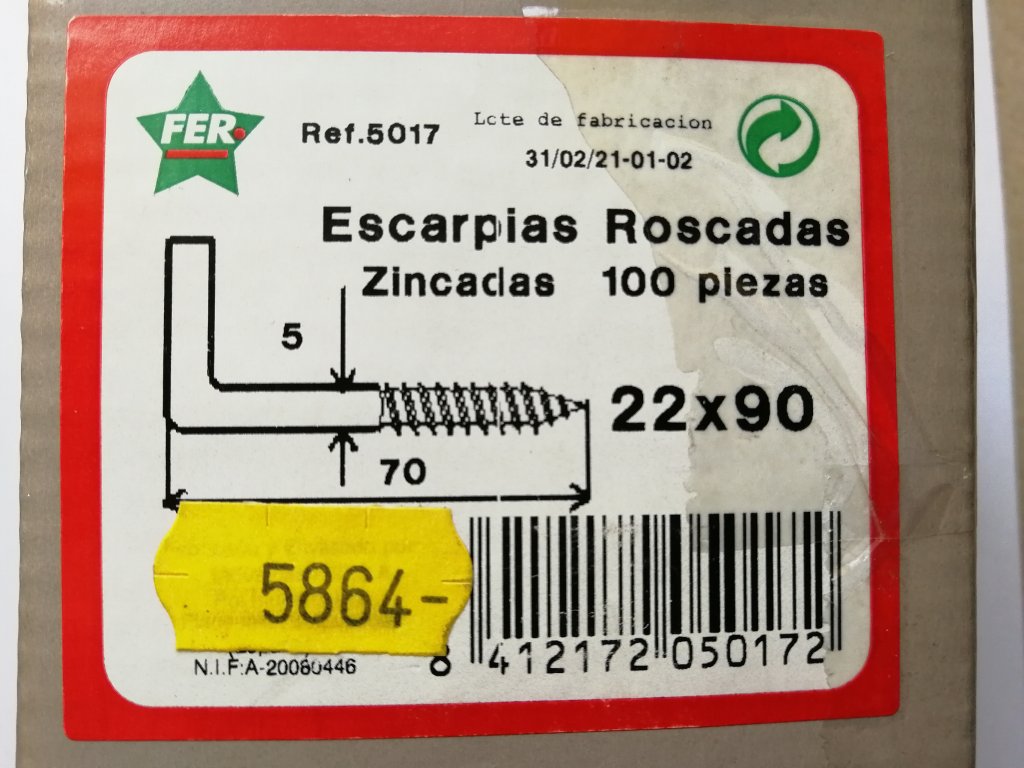 FER.
Ref.5017
Lote de fabricacion
31/02/21-01-02
Escarpias Roscadas
Zincadas 100 piezas
5
22x90
70
5864-
N.I.F:A-20080446
8 412172 050172